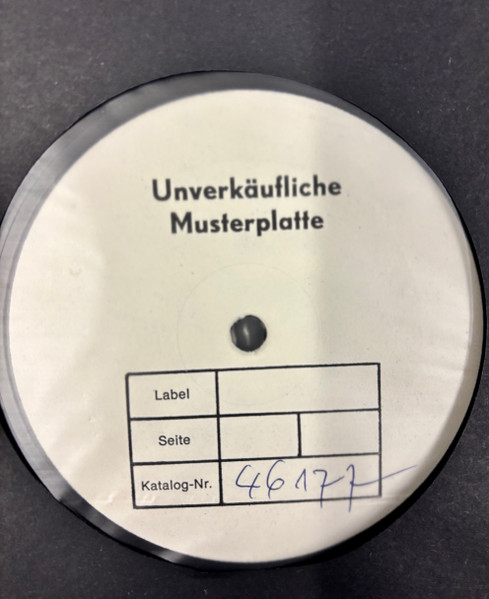 Unverkäufliche
Musterplatte
Label
Seite
Katalog-Nr. 46177